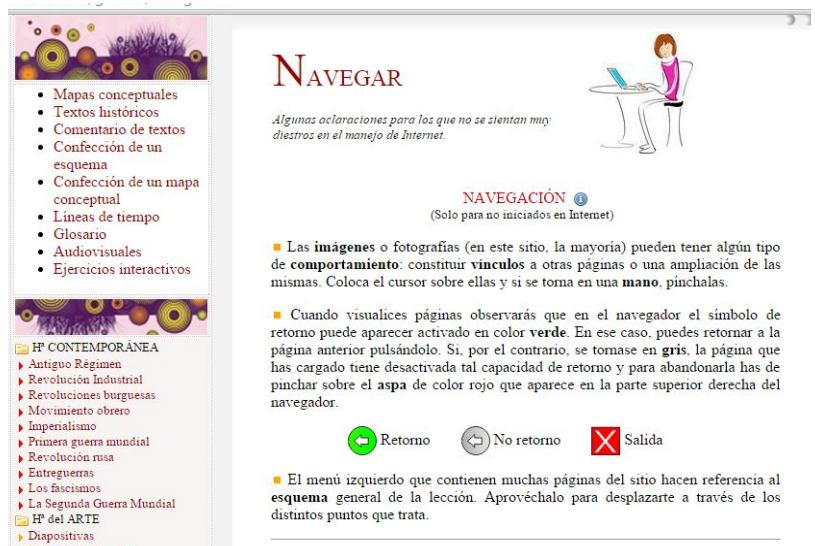 Mapas conceptuales
Textos históricos
Comentario de textos
Confección de un
esquema
Confección de un mapa
conceptual
Líneas de tiempo
Glosario
Audiovisuales
Ejercicios interactivos
Hª CONTEMPORÁNEA
Antiguo Régimen
Revolución Industrial
Revoluciones burguesas
Movimiento obrero
Imperialismo
Primera guerra mundial
Revolución rusa
Entreguerras
Los fascismos
La Segunda Guerra Mundial
Hª del ARTE
Diapositivas
NAVEGAR
Algunas aclaraciones para los que no se sientan muy
diestros en el manejo de Internet.
NAVEGACIÓN
(Solo para no iniciados en Internet)
Las imágenes o fotografías (en este sitio, la mayoría) pueden tener algún tipo
de comportamiento: constituir vínculos a otras páginas o una ampliación de las
mismas. Coloca el cursor sobre ellas y si se torna en una mano, pínchalas.
Cuando visualices páginas observarás que en el navegador el símbolo de
retorno puede aparecer activado en color verde. En ese caso, puedes retornar a la
página anterior pulsándolo. Si, por el contrario, se tornase en gris, la página que
has cargado tiene desactivada tal capacidad de retorno y para abandonarla has de
pinchar sobre el aspa de color rojo que aparece en la parte superior derecha del
navegador.
Retorno No retorno Salida
El menú izquierdo que contienen muchas páginas del sitio hacen referencia al
esquema general de la lección. Aprovéchalo para desplazarte a través de los
distintos puntos que trata.